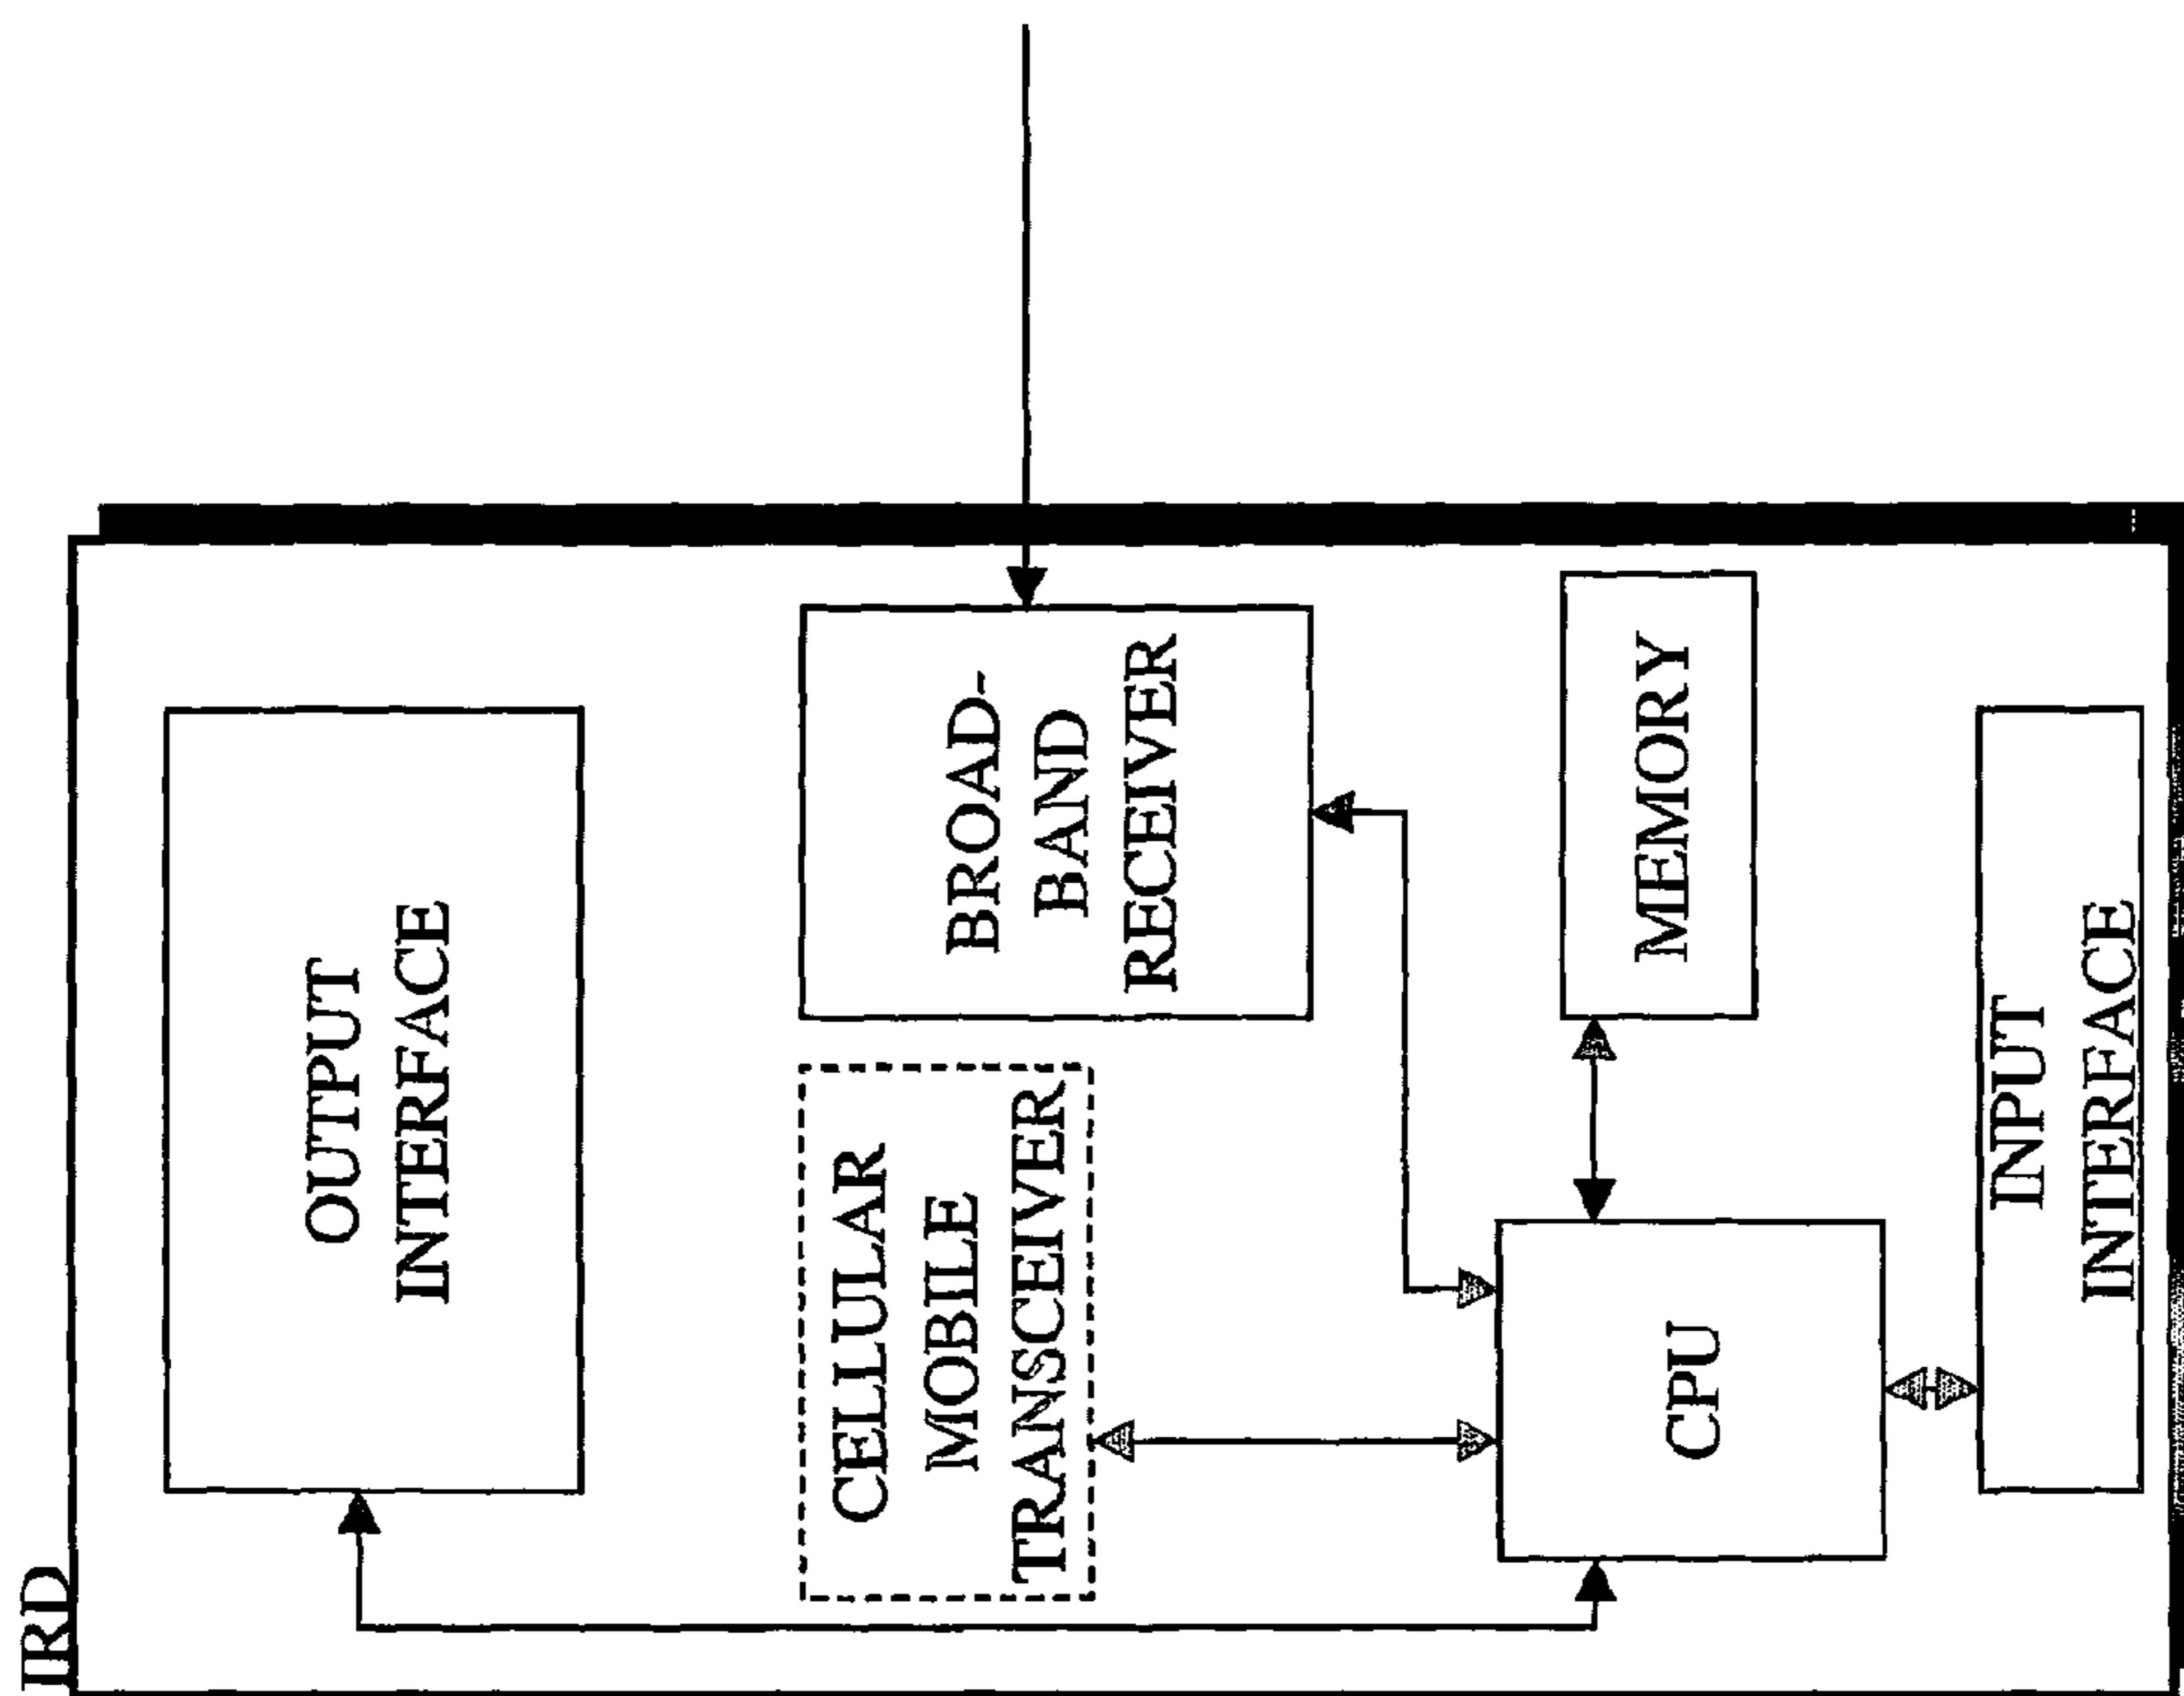 IRD
OUTPUT
INTERFACE
CELLULAR
MOBILE
TRANSCEIVER
BROAD-
BAND
RECEIVER
CPU
MEMORY
INPUT
INTERFACE